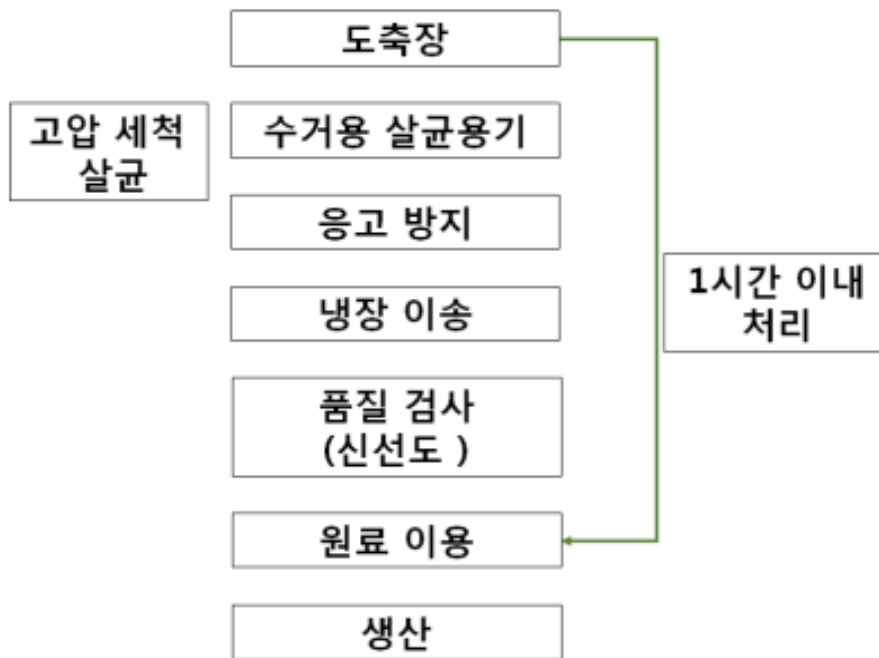 도축장
고압 세척
살균
수거용 살균용기
응고 방지
냉장 이송
1시간 이내
처리
품질 검사
(신선도 )
원료 이용
생산